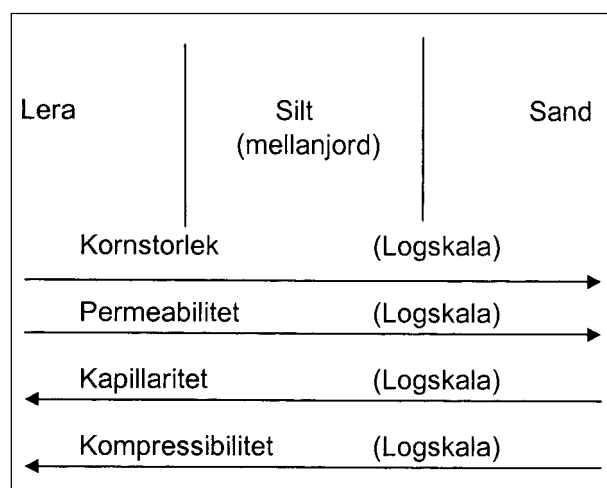 Lera Silt Sand
(mellanjord)
Kornstorlek (Logskala)
Permeabilitet (Logskala)
Kapillaritet (Logskala)
Kompressibilitet (Logskala)